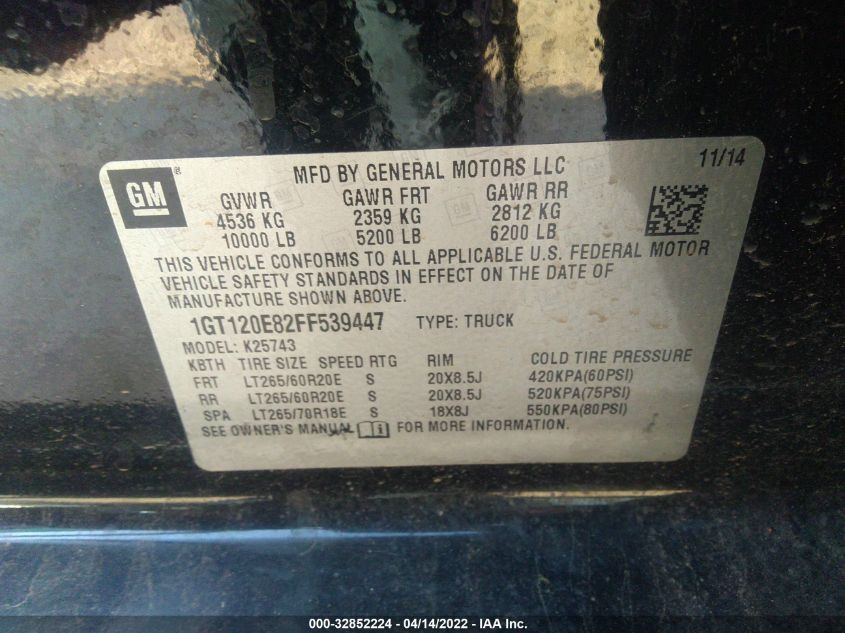 GM
MFD BY GENERAL MOTORS LLC 11/14
GVWR GAWR FRT GAWR RR
4536 KG 2359 KG 2812 KG
10000 LB 5200 LB 6200 LB
THIS VEHICLE CONFORMS TO ALL APPLICABLE U.S. FEDERAL MOTOR
VEHICLE SAFETY STANDARDS IN EFFECT ON THE DATE OF
MANUFACTURE SHOWN ABOVE.
1GT120E82FF539447 TYPE: TRUCK
MODEL: K25743
KBTH TIRE SIZE SPEED RTG RIM COLD TIRE PRESSURE
FRT LT265/60R20E S 20X8.5J 420KPA(60PSI)
RR LT265/60R20E S 20X8.5J 520KPA(75PSI)
SPA LT265/70R18E S 18X8J 550KPA(80PSI)
SEE OWNER'S MANUAL FOR MORE INFORMATION.
000-32852224 - 04/14/2022 - IAA Inc.